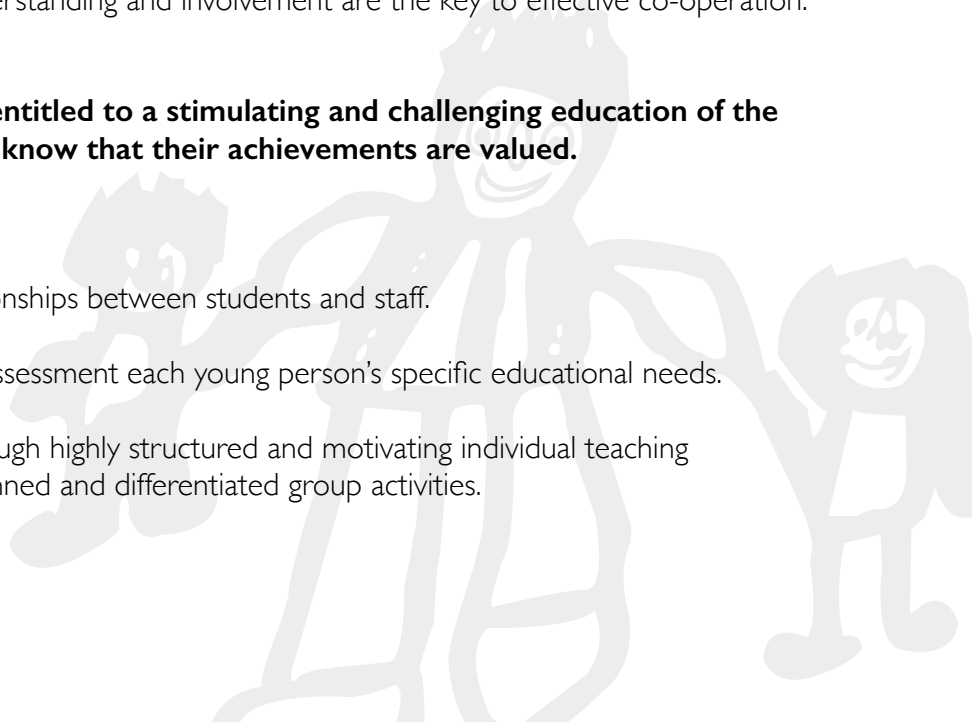 erstanding and involvement are the key to effective co-operation.
entitled to a stimulating and challenging education of the
know that their achievements are valued.
onships between students and staff.
ssessment each young person's specific educational needs.
ugh highly structured and motivating individual teaching
nned and differentiated group activities.